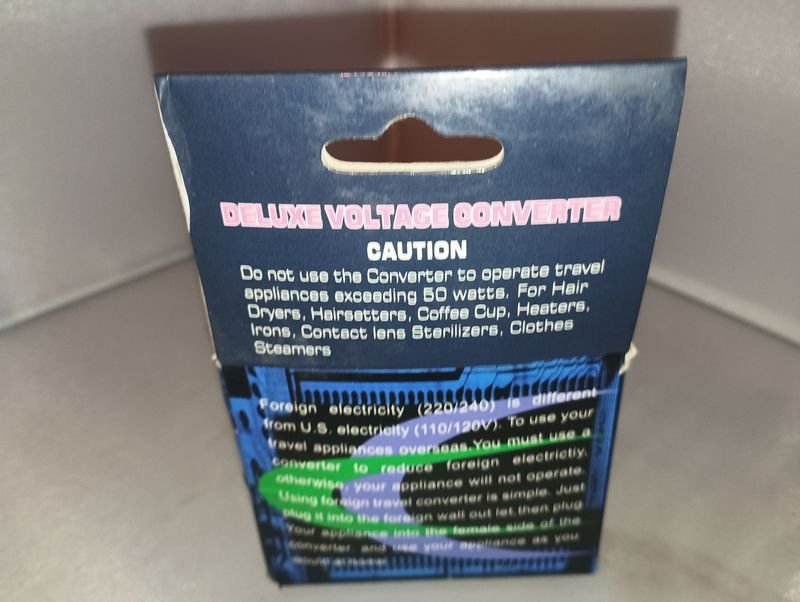 DELUXE VOLTAGE CONVERTER
CAUTION
Do not use the Converter to operate travel
appliances exceeding 50 watts. For Hair
Dryers, Hairsetters, Coffee Cup, Heaters,
Irons, Contact lens Sterilizers, Clothes
Steamers
Foreign electricity (220/240) is different
from U.S. electricity (110/120V). To use your
travel appliances overseas.You must use a
converter to reduce foreign electrictiy.
otherwise, your appliance will not operate.
Using foreign travel converter is simple. Just
plug it into the foreign wall out let then plug
Your appliance into the female side of the
converter, and use your appliance as you